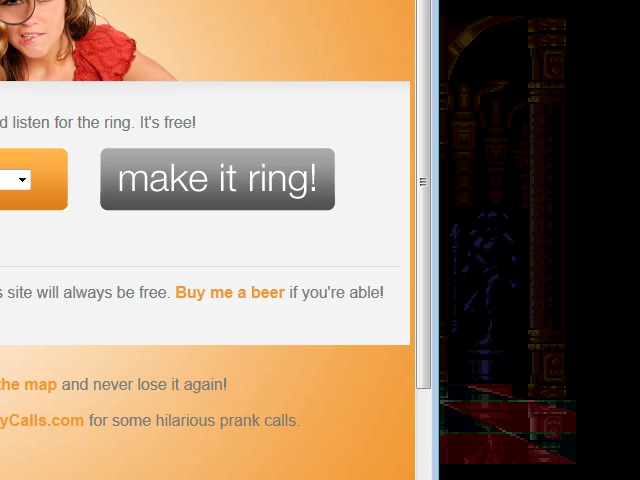 d listen for the ring. It's free!
make it ring!
s site will always be free. Buy me a beer if you're able!
the map and never lose it again!
yCalls.com for some hilarious prank calls.